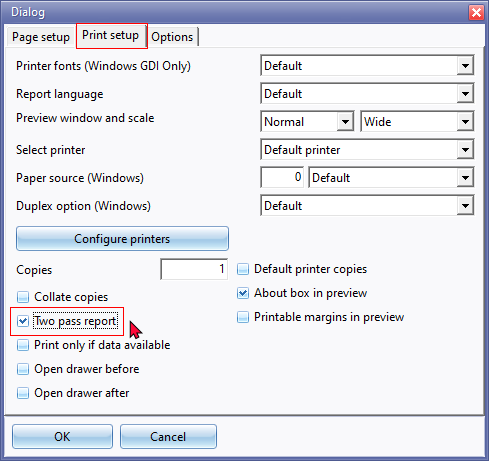 Dialog
Page setup Print setup Options
Printer fonts (Windows GDI Only) Default
Report language Default
Preview window and scale Normal Wide
Select printer Default printer
Paper source (Windows) 0 Default
Duplex option (Windows) Default
Configure printers
Copies 1 Default printer copies
Collate copies About box in preview
Two pass report Printable margins in preview
Print only if data available
Open drawer before
Open drawer after
OK Cancel